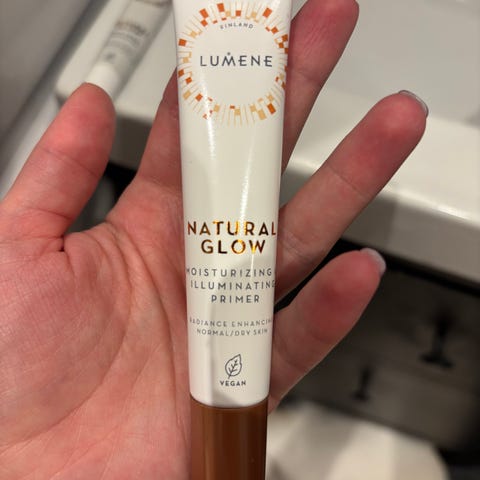 FINLAND
LUMENE
NATURAL
GLOW
MOISTURIZING &
ILLUMINATING
PRIMER
RADIANCE ENHANCING
NORMAL/DRY SKIN
VEGAN